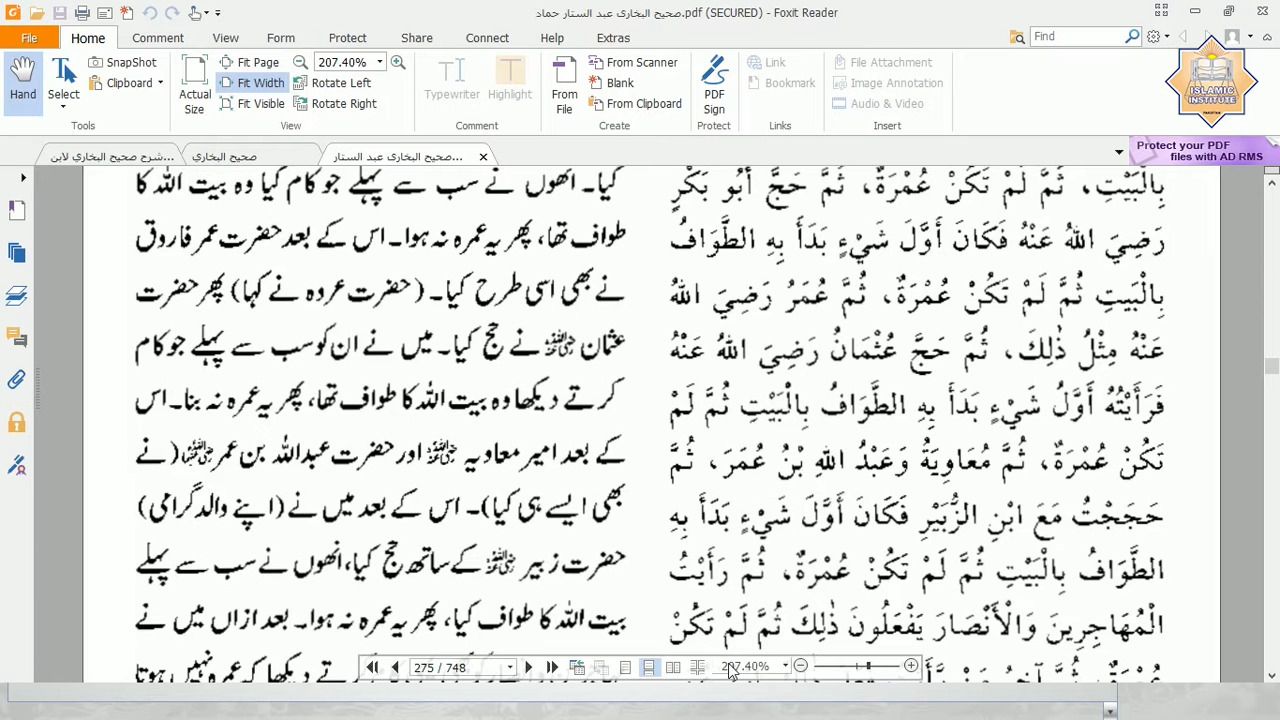 صحيح البخاری عبد الستار حماد.pdf (SECURED) - Foxit Reader
File Home Comment View Form Protect Share Connect Help Extras Find
Hand
Select
SnapShot
Clipboard
Tools
Actual Size
Fit Page
Fit Width
Fit Visible
207.40%
Rotate Left
Rotate Right
View
Typewriter
Highlight
Comment
From File
From Scanner
Blank
From Clipboard
Create
PDF Sign
Protect
Link
Bookmark
Links
File Attachment
Image Annotation
Audio & Video
Insert
ISLAMIC INSTITUTE
شرح صحيح البخاري لابن...
صحيح البخاري
صحيح البخاری عبد الستار...
Protect your PDF
files with AD RMS
بِالْبَيْتِ، ثُمَّ لَمْ تَكُنْ عُمْرَةٌ، ثُمَّ حَجَّ أَبُو بَكْرٍ
رَضِيَ اللهُ عَنْهُ فَكَانَ أَوَّلَ شَيْءٍ بَدَأَ بِهِ الطَّوَافُ
بِالْبَيتِ ثُمَّ لَمْ تَكُنْ عُمْرَةٌ، ثُمَّ عُمَرُ رَضِيَ اللهُ
عَنْهُ مِثْلُ ذٰلِكَ، ثُمَّ حَجَّ عُثْمَانُ رَضِيَ اللهُ عَنْهُ
فَرَأَيْتُهُ أَوَّلُ شَيْءٍ بَدَأَ بِهِ الطَّوَافُ بِالْبَيْتِ ثُمَّ لَمْ
تَكُنْ عُمْرَةٌ، ثُمَّ مُعَاوِيَةُ وَعَبْدُ اللهِ بْنُ عُمَرَ، ثُمَّ
حَجَجْتُ مَعَ ابْنِ الزُّبَيْرِ فَكَانَ أَوَّلَ شَيْءٍ بَدَأَ بِهِ
الطَّوَافُ بِالْبَيْتِ ثُمَّ لَمْ تَكُنْ عُمْرَةٌ، ثُمَّ رَأَيْتُ
الْمُهَاجِرِينَ وَالْأَنْصَارَ يَفْعَلُونَ ذٰلِكَ ثُمَّ لَمْ تَكُنْ
کیا۔ انھوں نے سب سے پہلے جو کام کیا وہ بیت اللہ کا
طواف تھا، پھر یہ عمرہ نہ ہوا۔ اس کے بعد حضرت عمر فاروق
نے بھی اسی طرح کیا۔ (حضرت عروہ نے کہا) پھر حضرت
عثمان ؓ نے حج کیا۔ میں نے ان کو سب سے پہلے جو کام
کرتے دیکھا وہ بیت اللہ کا طواف تھا، پھر یہ عمرہ نہ بنا۔ اس
کے بعد امیر معاویہ ؓ اور حضرت عبداللہ بن عمر ؓ (نے
بھی ایسے ہی کیا)۔ اس کے بعد میں نے (اپنے والد گرامی)
حضرت زبیر ؓ کے ساتھ حج کیا، انھوں نے سب سے پہلے
بیت اللہ کا طواف کیا، پھر یہ عمرہ نہ ہوا۔ بعد ازاں میں نے
275 / 748
207.40%